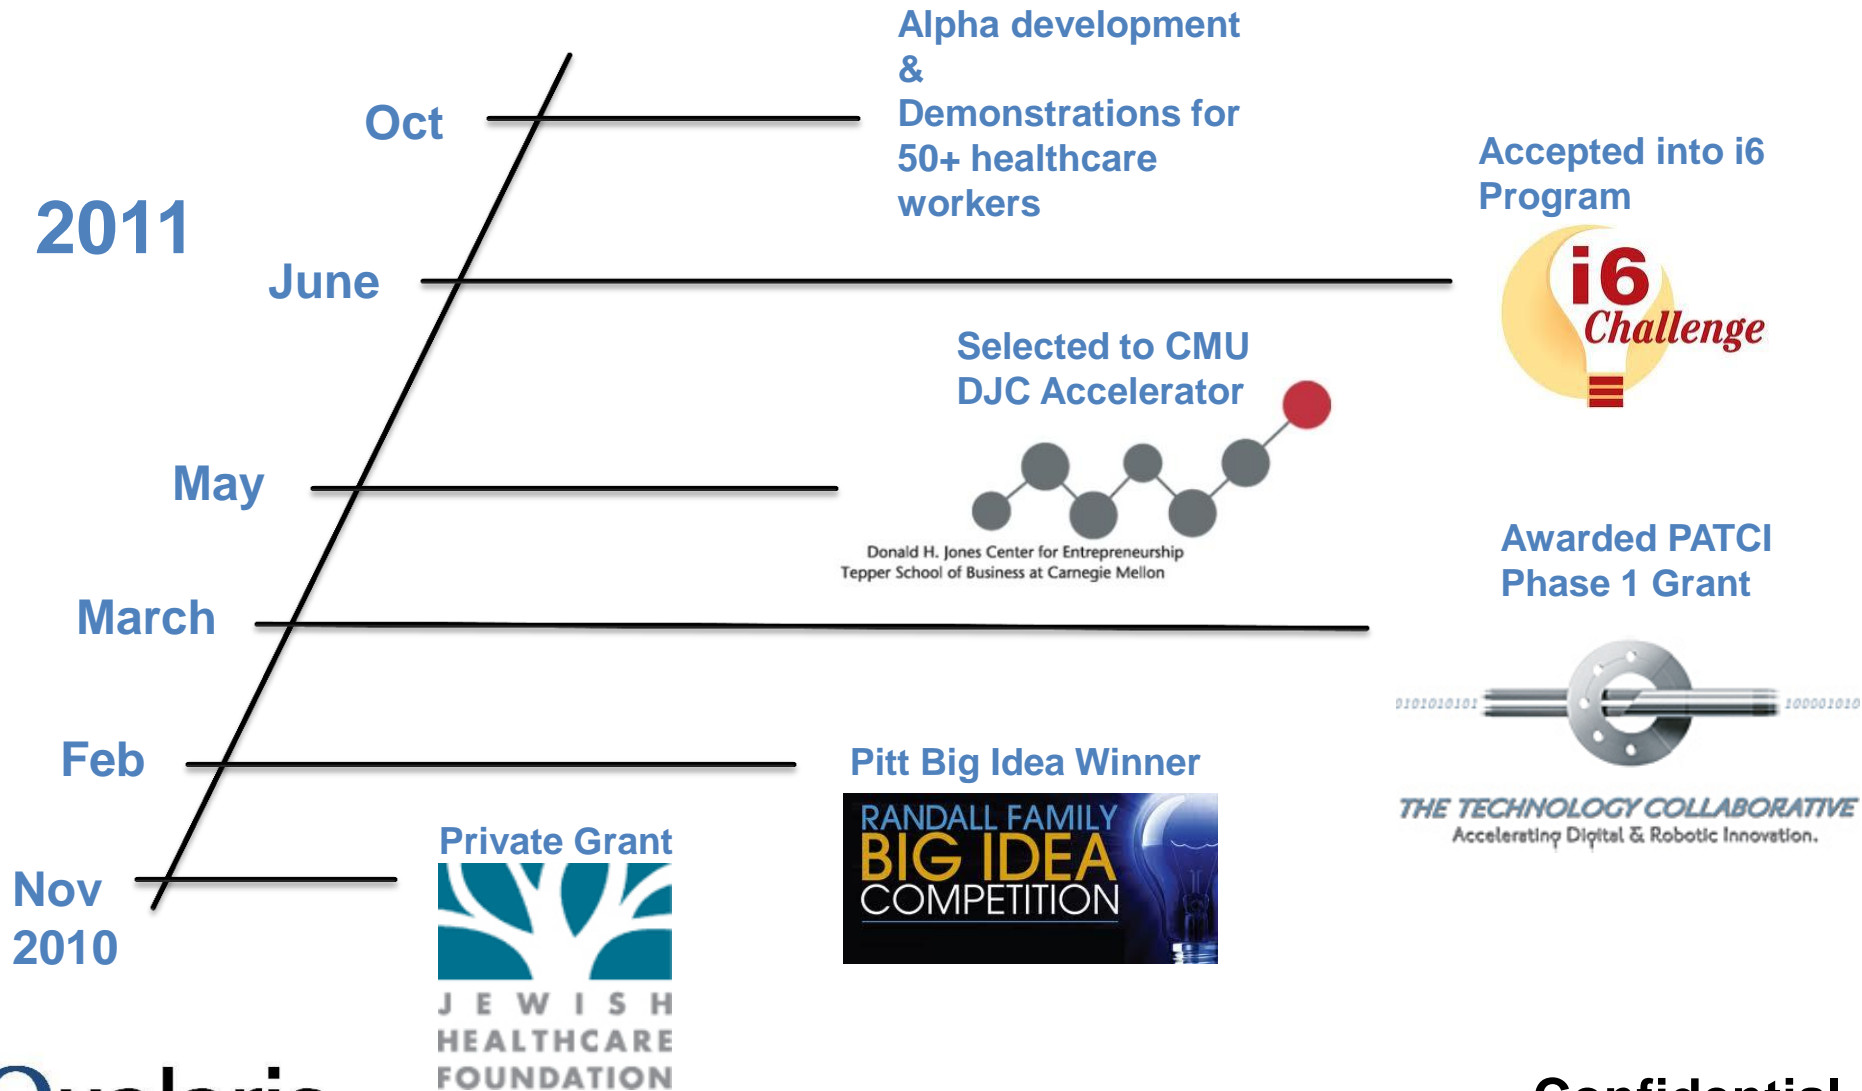 Alpha development
&
Demonstrations for
50+ healthcare
workers
Oct
Accepted into i6
Program
2011
i6
Challenge
June
Selected to CMU
DJC Accelerator
May
Donald H. Jones Center for Entrepreneurship
Tepper School of Business at Carnegie Mellon
Awarded PATCI
Phase 1 Grant
March
0101010101
100001010
THE TECHNOLOGY COLLABORATIVE
Accelerating Digital & Robotic Innovation.
Feb
Pitt Big Idea Winner
RANDALL FAMILY
BIG IDEA
COMPETITION
Private Grant
Nov
2010
JEWISH
HEALTHCARE
FOUNDATION
Confidential